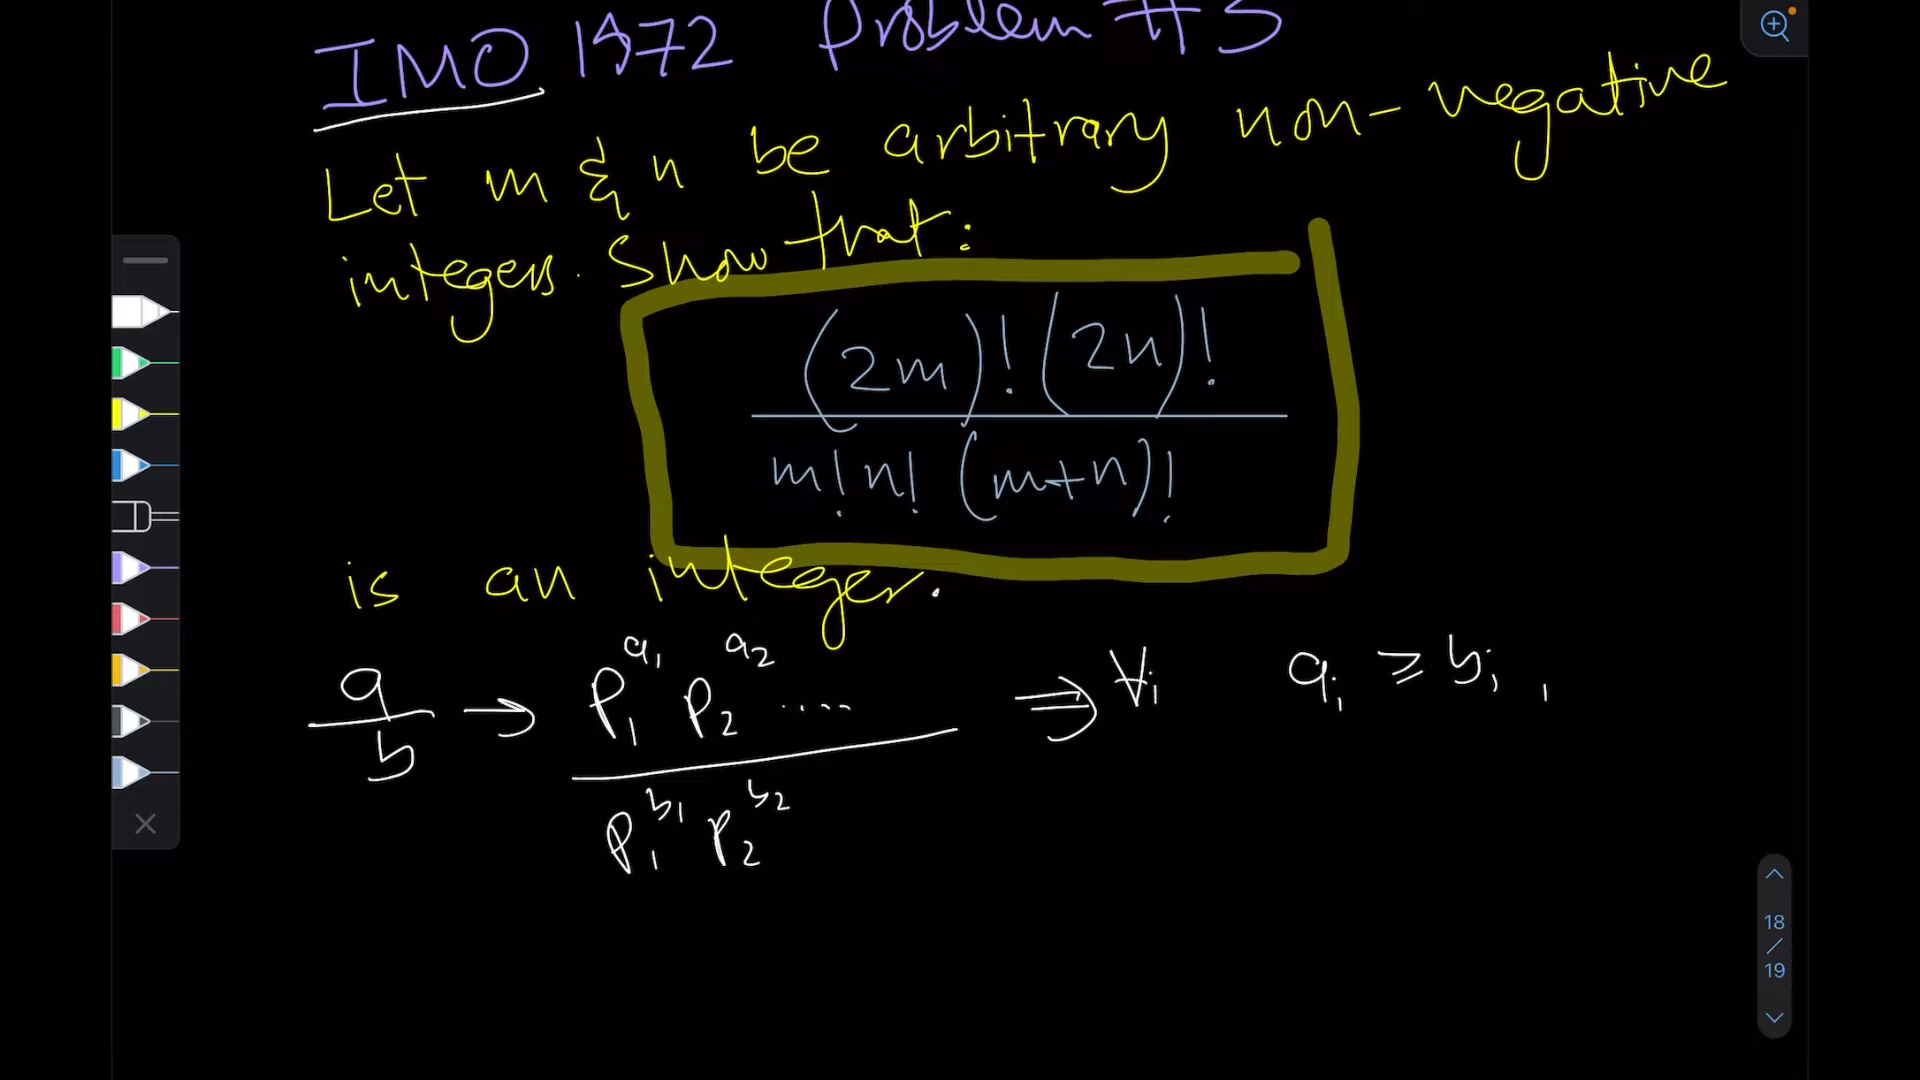 IMO 1972 Problem #3
Let m & n be arbitrary non-negative
integers. Show that:
(2m)! (2n)!
m! n! (m+n)!
is an integer.
a/b → p₁^a₁ p₂^a₂ .... / p₁^b₁ p₂^b₂ ⇒ ∀i aᵢ ≥ bᵢ ,
18
/
19